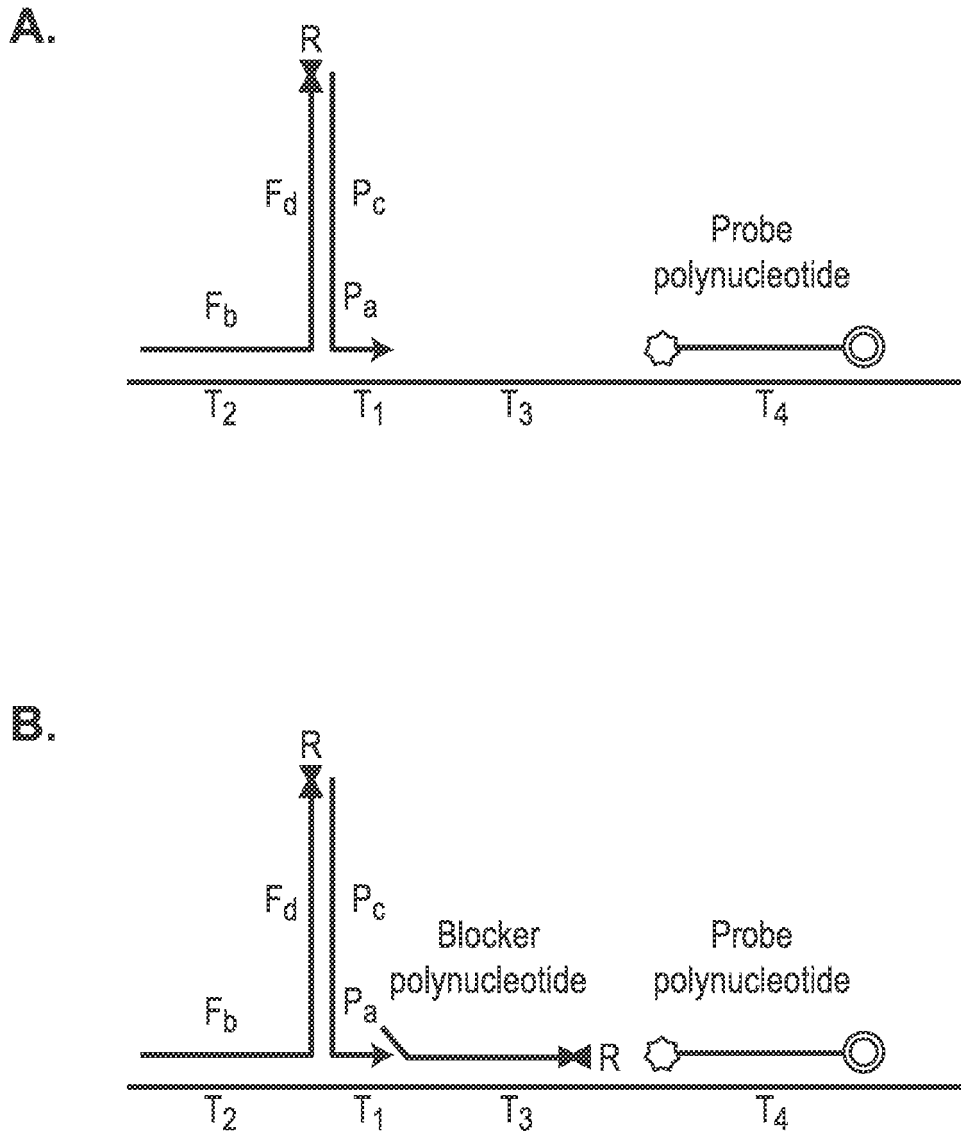 A.
R
F_d P_c
Probe
polynucleotide
F_b P_a
T_2 T_1 T_3 T_4
B.
R
F_d P_c
Blocker
polynucleotide
Probe
polynucleotide
F_b P_a
R
T_2 T_1 T_3 T_4